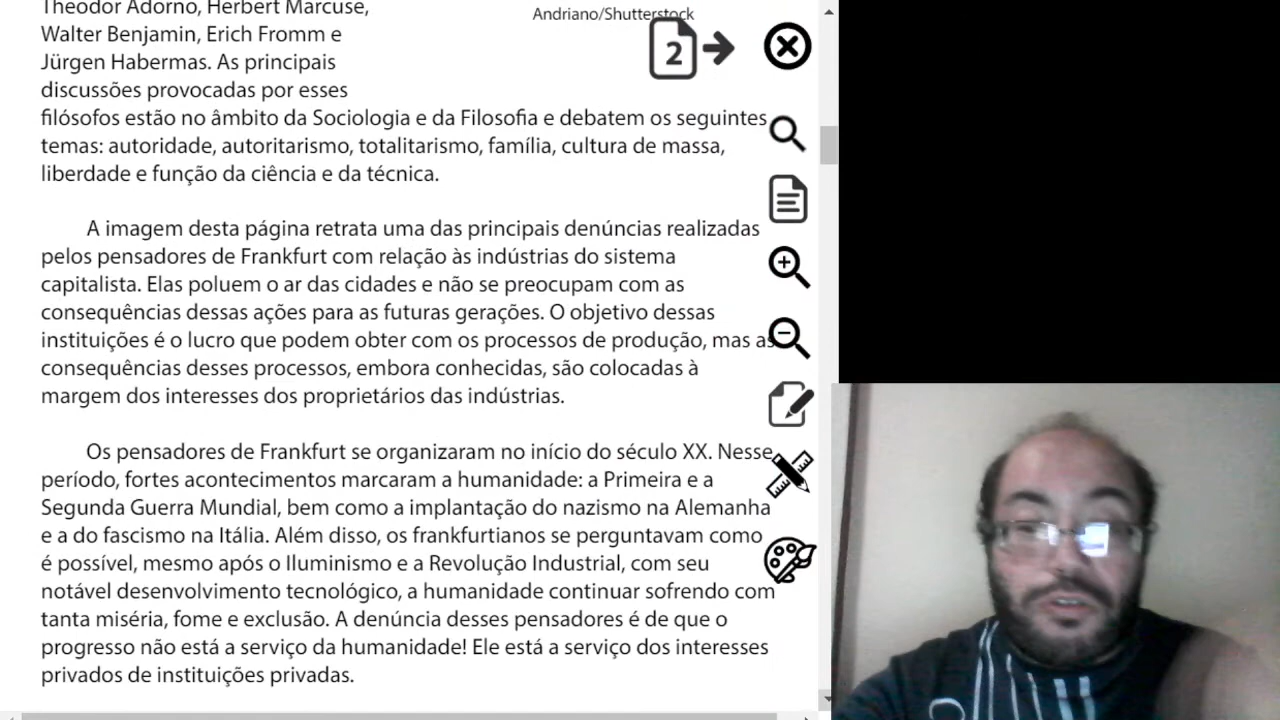 Theodor Adorno, Herbert Marcuse,
Andriano/Shutterstock
Walter Benjamin, Erich Fromm e
2
Jürgen Habermas. As principais
discussões provocadas por esses
filósofos estão no âmbito da Sociologia e da Filosofia e debatem os seguintes
temas: autoridade, autoritarismo, totalitarismo, família, cultura de massa,
liberdade e função da ciência e da técnica.
A imagem desta página retrata uma das principais denúncias realizadas
pelos pensadores de Frankfurt com relação às indústrias do sistema
capitalista. Elas poluem o ar das cidades e não se preocupam com as
consequências dessas ações para as futuras gerações. O objetivo dessas
instituições é o lucro que podem obter com os processos de produção, mas as
consequências desses processos, embora conhecidas, são colocadas à
margem dos interesses dos proprietários das indústrias.
Os pensadores de Frankfurt se organizaram no início do século XX. Nesse
período, fortes acontecimentos marcaram a humanidade: a Primeira e a
Segunda Guerra Mundial, bem como a implantação do nazismo na Alemanha
e a do fascismo na Itália. Além disso, os frankfurtianos se perguntavam como
é possível, mesmo após o Iluminismo e a Revolução Industrial, com seu
notável desenvolvimento tecnológico, a humanidade continuar sofrendo com
tanta miséria, fome e exclusão. A denúncia desses pensadores é de que o
progresso não está a serviço da humanidade! Ele está a serviço dos interesses
privados de instituições privadas.